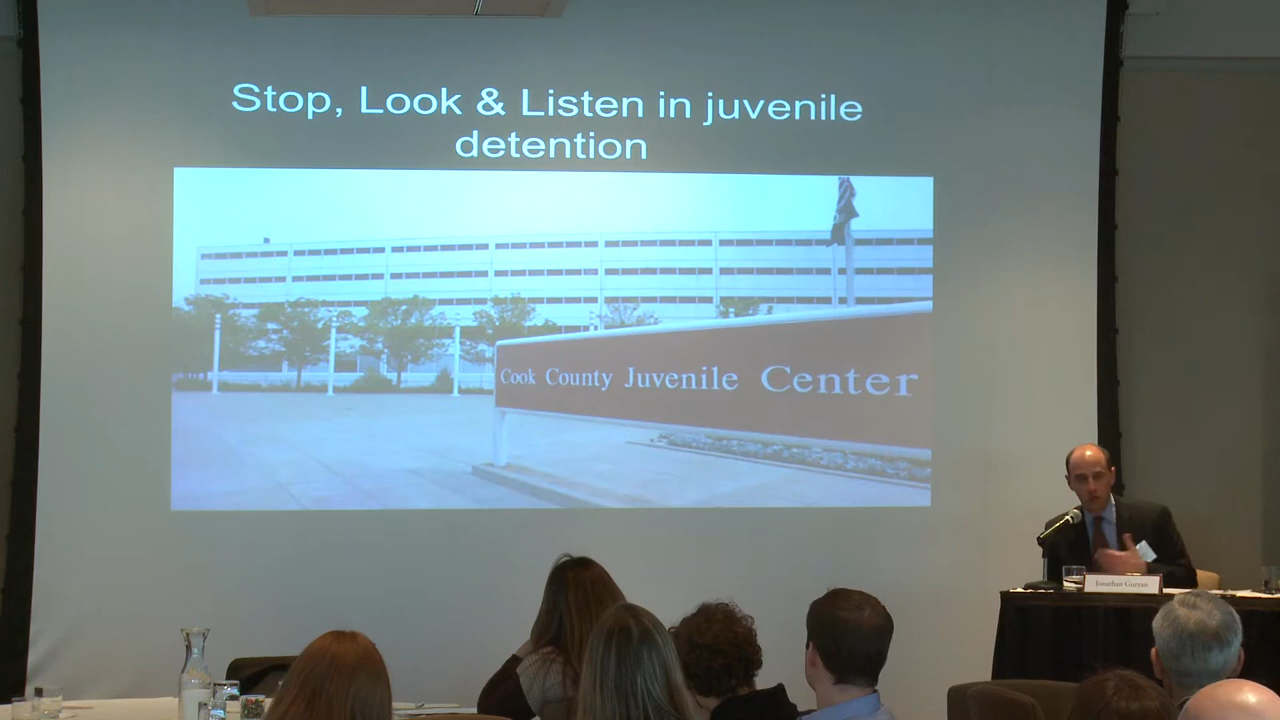 Stop, Look & Listen in juvenile
detention
Cook County Juvenile Center
Jonathan Guryan